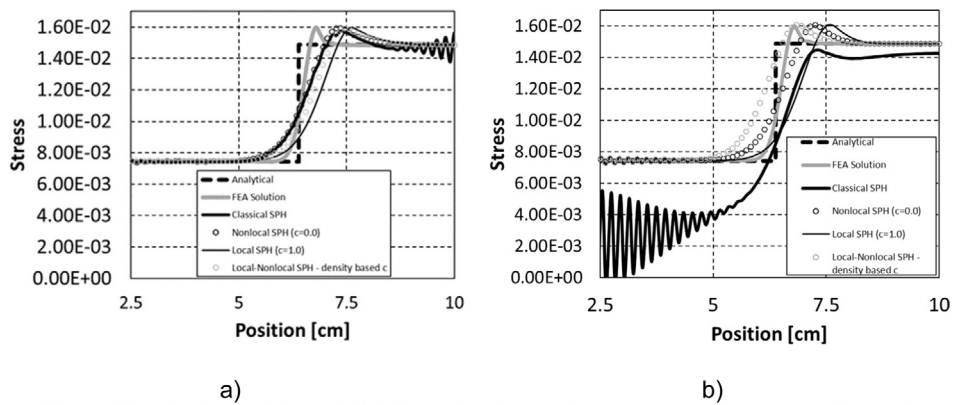 1.60E-02
1.40E-02
1.20E-02
1.00E-02
8.00E-03
6.00E-03
4.00E-03
2.00E-03
0.00E+00
Stress
Analytical
FEA Solution
Classical SPH
Nonlocal SPH (c=0.0)
Local SPH (c=1.0)
Local-Nonlocal SPH - density based c
2.5 5 7.5 10
Position [cm]
a)
1.60E-02
1.40E-02
1.20E-02
1.00E-02
8.00E-03
6.00E-03
4.00E-03
2.00E-03
0.00E+00
Stress
Analytical
FEA Solution
Classical SPH
Nonlocal SPH (c=0.0)
Local SPH (c=1.0)
Local-Nonlocal SPH -
density based c
2.5 5 7.5 10
Position [cm]
b)